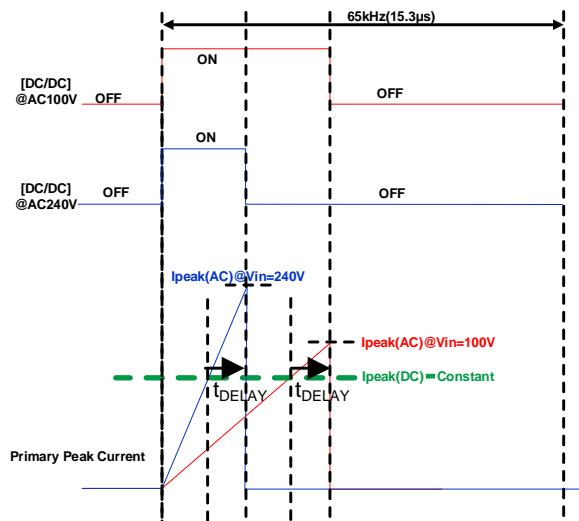 65kHz(15.3µs)
[DC/DC]
@AC100V
OFF
ON
OFF
[DC/DC]
@AC240V
OFF
ON
OFF
Ipeak(AC)@Vin=240V
Ipeak(AC)@Vin=100V
Ipeak(DC)=Constant
tDELAY
tDELAY
Primary Peak Current